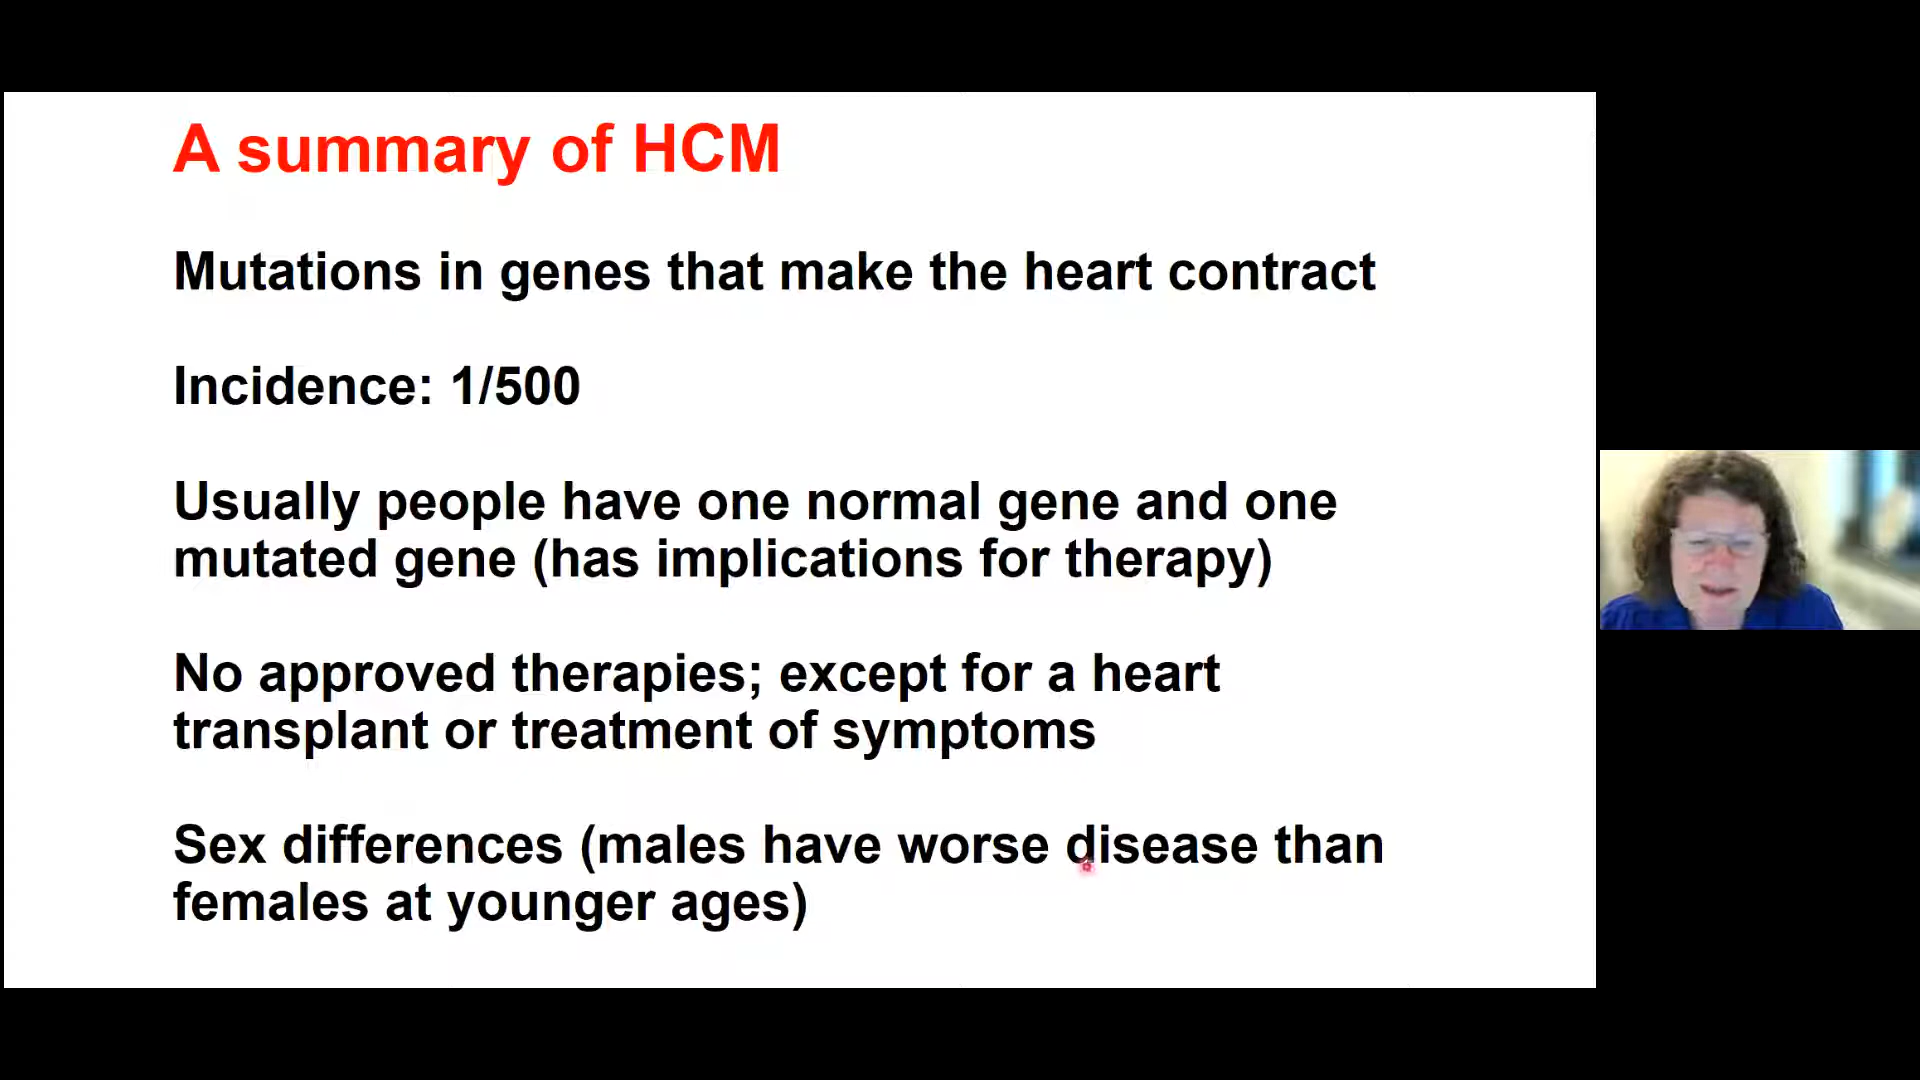 A summary of HCM
Mutations in genes that make the heart contract
Incidence: 1/500
Usually people have one normal gene and one
mutated gene (has implications for therapy)
No approved therapies; except for a heart
transplant or treatment of symptoms
Sex differences (males have worse disease than
females at younger ages)